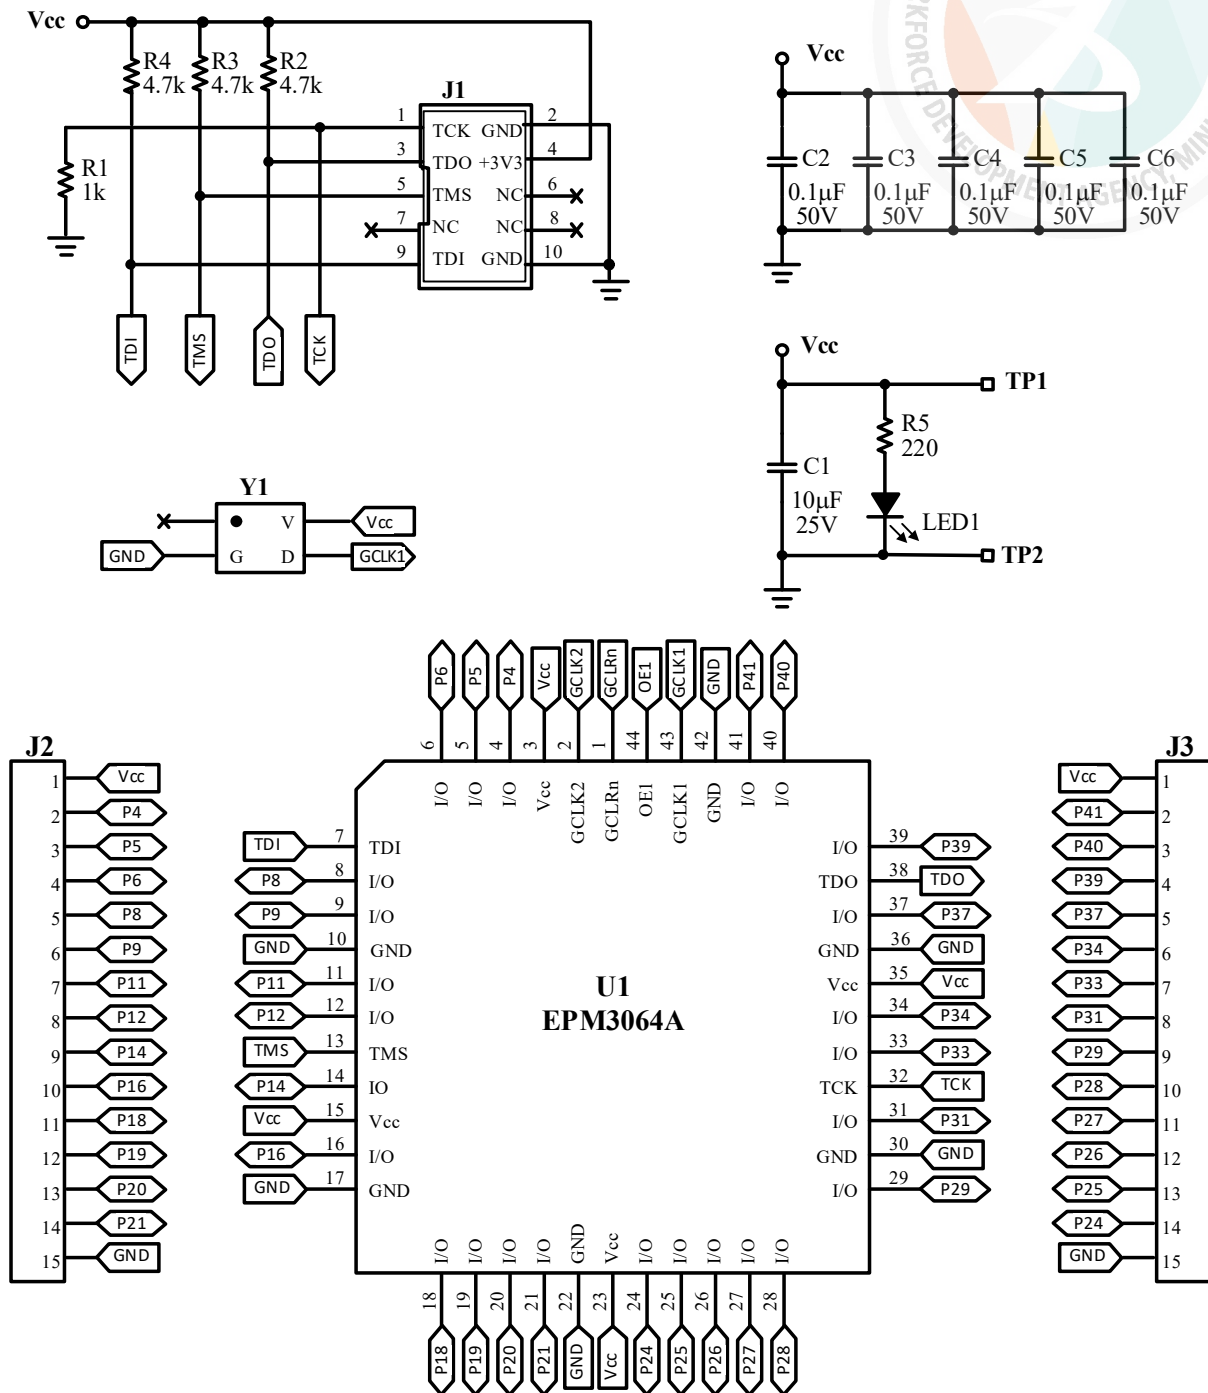 Vcc
R4
4.7k
R3
4.7k
R2
4.7k
J1
1
TCK
GND
2
3
TDO
+3V3
4
5
TMS
NC
6
7
NC
NC
8
9
TDI
GND
10
R1
1k
TDI
TMS
TDO
TCK
Vcc
C2
0.1µF
50V
C3
0.1µF
50V
C4
0.1µF
50V
C5
0.1µF
50V
C6
0.1µF
50V
DEVELOPMENT AGENCY,
Vcc
TP1
R5
220
C1
10µF
25V
LED1
TP2
Y1
V
Vcc
GND
G
D
GCLK1
P6
P5
P4
Vcc
GCLK2
GCLRn
OE1
GCLK1
GND
P41
P40
6
5
4
3
2
1
44
43
42
41
40
I/O
I/O
I/O
Vcc
GCLK2
GCLRn
OE1
GCLK1
GND
I/O
I/O
J2
1 Vcc
2 P4
3 P5
4 P6
5 P8
6 P9
7 P11
8 P12
9 P14
10 P16
11 P18
12 P19
13 P20
14 P21
15 GND
TDI 7 TDI
P8 8 I/O
P9 9 I/O
GND 10 GND
P11 11 I/O
P12 12 I/O
TMS 13 TMS
P14 14 IO
Vcc 15 Vcc
P16 16 I/O
GND 17 GND
U1
EPM3064A
I/O 39 P39
TDO 38 TDO
I/O 37 P37
GND 36 GND
Vcc 35 Vcc
I/O 34 P34
I/O 33 P33
TCK 32 TCK
I/O 31 P31
GND 30 GND
I/O 29 P29
J3
Vcc 1
P41 2
P40 3
P39 4
P37 5
P34 6
P33 7
P31 8
P29 9
P28 10
P27 11
P26 12
P25 13
P24 14
GND 15
I/O
I/O
I/O
I/O
GND
Vcc
I/O
I/O
I/O
I/O
I/O
18
19
20
21
22
23
24
25
26
27
28
P18
P19
P20
P21
GND
Vcc
P24
P25
P26
P27
P28